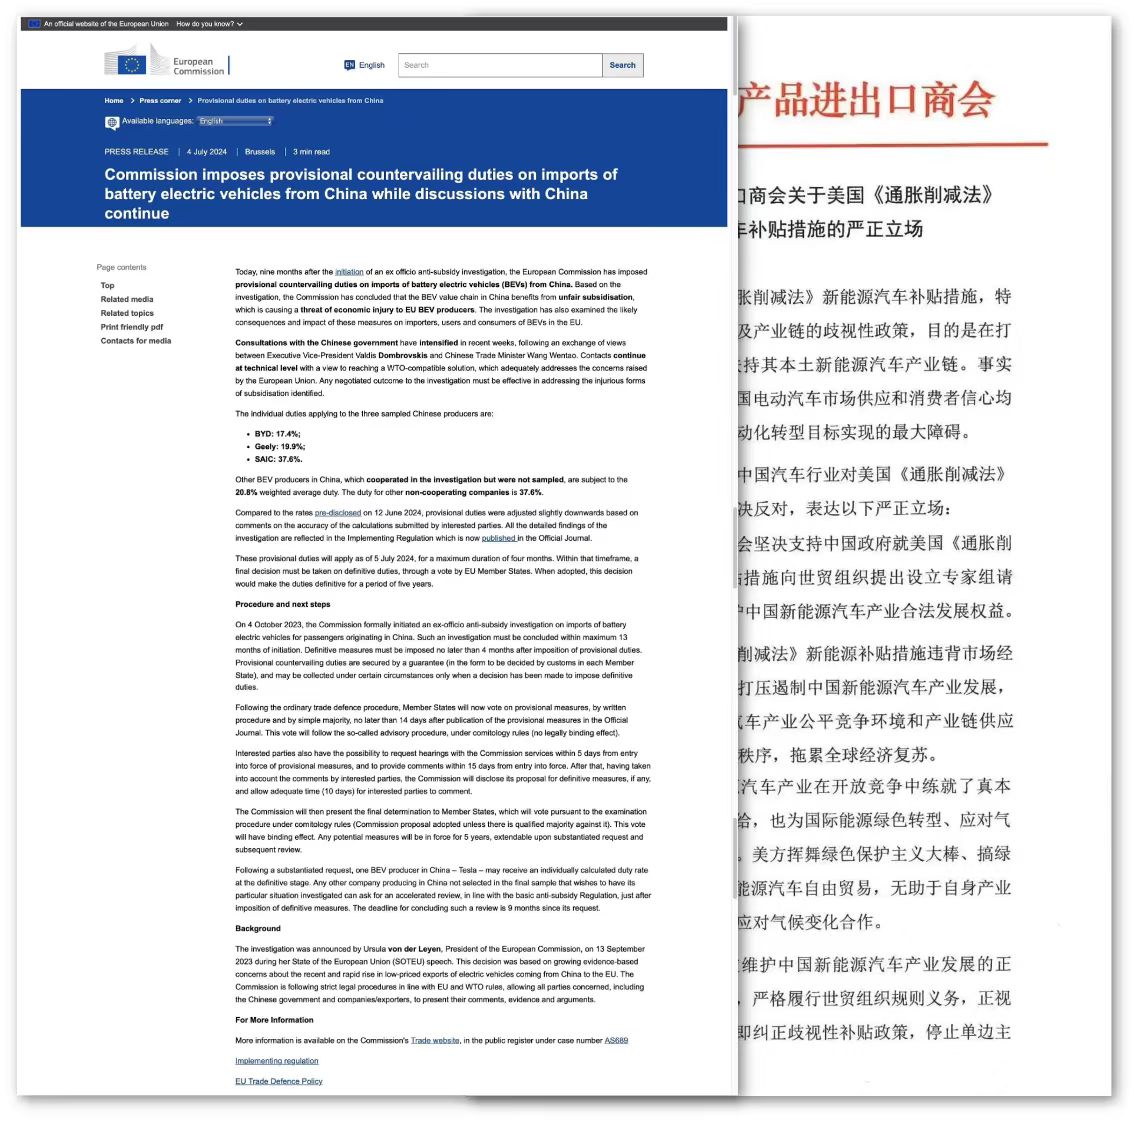 An official website of the European Union How do you know?
European
Commission
EN English
Search
Search
Home > Press corner > Provisional duties on battery electric vehicles from China
Available languages: English
PRESS RELEASE | 4 July 2024 | Brussels | 3 min read
Commission imposes provisional countervailing duties on imports of
battery electric vehicles from China while discussions with China
continue
Page contents
Top
Related media
Related topics
Print friendly pdf
Contacts for media
Today, nine months after the initiation of an ex officio anti-subsidy investigation, the European Commission has imposed
provisional countervailing duties on imports of battery electric vehicles (BEVs) from China. Based on the
investigation, the Commission has concluded that the BEV value chain in China benefits from unfair subsidisation,
which is causing a threat of economic injury to EU BEV producers. The investigation has also examined the likely
consequences and impact of these measures on importers, users and consumers of BEVs in the EU.
Consultations with the Chinese government have intensified in recent weeks, following an exchange of views
between Executive Vice-President Valdis Dombrovskis and Chinese Trade Minister Wang Wentao. Contacts continue
at technical level with a view to reaching a WTO-compatible solution, which adequately addresses the concerns raised
by the European Union. Any negotiated outcome to the investigation must be effective in addressing the injurious forms
of subsidisation identified.
The individual duties applying to the three sampled Chinese producers are:
• BYD: 17.4%;
• Geely: 19.9%;
• SAIC: 37.6%.
Other BEV producers in China, which cooperated in the investigation but were not sampled, are subject to the
20.8% weighted average duty. The duty for other non-cooperating companies is 37.6%.
Compared to the rates pre-disclosed on 12 June 2024, provisional duties were adjusted slightly downwards based on
comments on the accuracy of the calculations submitted by interested parties. All the detailed findings of the
investigation are reflected in the Implementing Regulation which is now published in the Official Journal.
These provisional duties will apply as of 5 July 2024, for a maximum duration of four months. Within that timeframe, a
final decision must be taken on definitive duties, through a vote by EU Member States. When adopted, this decision
would make the duties definitive for a period of five years.
Procedure and next steps
On 4 October 2023, the Commission formally initiated an ex-officio anti-subsidy investigation on imports of battery
electric vehicles for passengers originating in China. Such an investigation must be concluded within maximum 13
months of initiation. Definitive measures must be imposed no later than 4 months after imposition of provisional duties.
Provisional countervailing duties are secured by a guarantee (in the form to be decided by customs in each Member
State), and may be collected under certain circumstances only when a decision has been made to impose definitive
duties.
Following the ordinary trade defence procedure, Member States will now vote on provisional measures, by written
procedure and by simple majority, no later than 14 days after publication of the provisional measures in the Official
Journal. This vote will follow the so-called advisory procedure, under comitology rules (no legally binding effect).
Interested parties also have the possibility to request hearings with the Commission services within 5 days from entry
into force of provisional measures, and to provide comments within 15 days from entry into force. After that, having taken
into account the comments by interested parties, the Commission will disclose its proposal for definitive measures, if any,
and allow adequate time (10 days) for interested parties to comment.
The Commission will then present the final determination to Member States, which will vote pursuant to the examination
procedure under comitology rules (Commission proposal adopted unless there is qualified majority against it). This vote
will have binding effect. Any potential measures will be in force for 5 years, extendable upon substantiated request and
subsequent review.
Following a substantiated request, one BEV producer in China – Tesla – may receive an individually calculated duty rate
at the definitive stage. Any other company producing in China not selected in the final sample that wishes to have its
particular situation investigated can ask for an accelerated review, in line with the basic anti-subsidy Regulation, just after
imposition of definitive measures. The deadline for concluding such a review is 9 months since its request.
Background
The investigation was announced by Ursula von der Leyen, President of the European Commission, on 13 September
2023 during her State of the European Union (SOTEU) speech. This decision was based on growing evidence-based
concerns about the recent and rapid rise in low-priced exports of electric vehicles coming from China to the EU. The
Commission is following strict legal procedures in line with EU and WTO rules, allowing all parties concerned, including
the Chinese government and companies/exporters, to present their comments, evidence and arguments.
For More Information
More information is available on the Commission's Trade website, in the public register under case number AS689
Implementing regulation
EU Trade Defence Policy
产品进出口商会
口商会关于美国《通胀削减法》
车补贴措施的严正立场
胀削减法》新能源汽车补贴措施，特
及产业链的歧视性政策，目的是在打
持其本土新能源汽车产业链。事实
国电动汽车市场供应和消费者信心均
动化转型目标实现的最大障碍。
中国汽车行业对美国《通胀削减法》
决反对，表达以下严正立场：
会坚决支持中国政府就美国《通胀削
措施向世贸组织提出设立专家组请
中国新能源汽车产业合法发展权益。
削减法》新能源补贴措施违背市场经
打压遏制中国新能源汽车产业发展，
车产业公平竞争环境和产业链供应
秩序，拖累全球经济复苏。
汽车产业在开放竞争中练就了真本
给，也为国际能源绿色转型、应对气
。美方挥舞绿色保护主义大棒、搞绿
能源汽车自由贸易，无助于自身产业
应对气候变化合作。
维护中国新能源汽车产业发展的正
，严格履行世贸组织规则义务，正视
即纠正歧视性补贴政策，停止单边主